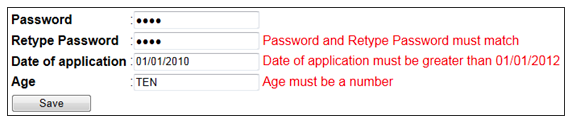 Password :●●●●
Retype Password :●●●● Password and Retype Password must match
Date of application :01/01/2010 Date of application must be greater than 01/01/2012
Age :TEN Age must be a number
Save